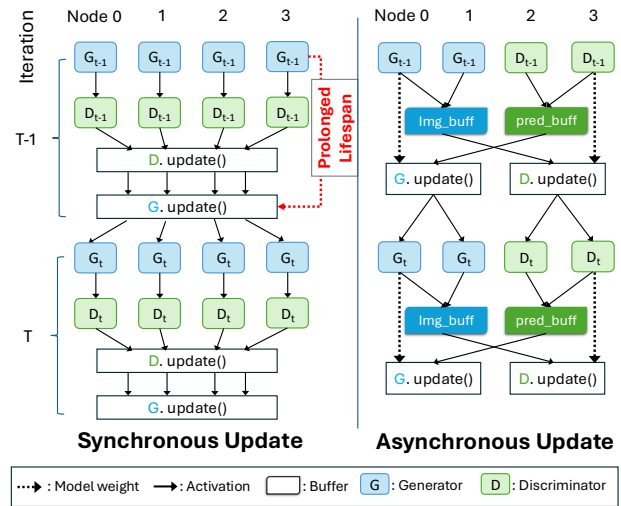 Node 0 1 2 3
Node 0 1 2 3
Iteration
T-1
G_{t-1} G_{t-1} G_{t-1} G_{t-1}
D_{t-1} D_{t-1} D_{t-1} D_{t-1}
D. update()
G. update()
Prolonged
Lifespan
T
G_t G_t G_t G_t
D_t D_t D_t D_t
D. update()
G. update()
Synchronous Update
G_{t-1} G_{t-1} D_{t-1} D_{t-1}
Img_buff pred_buff
G. update() D. update()
G_t G_t D_t D_t
Img_buff pred_buff
G. update() D. update()
Asynchronous Update
: Model weight : Activation : Buffer G : Generator D : Discriminator